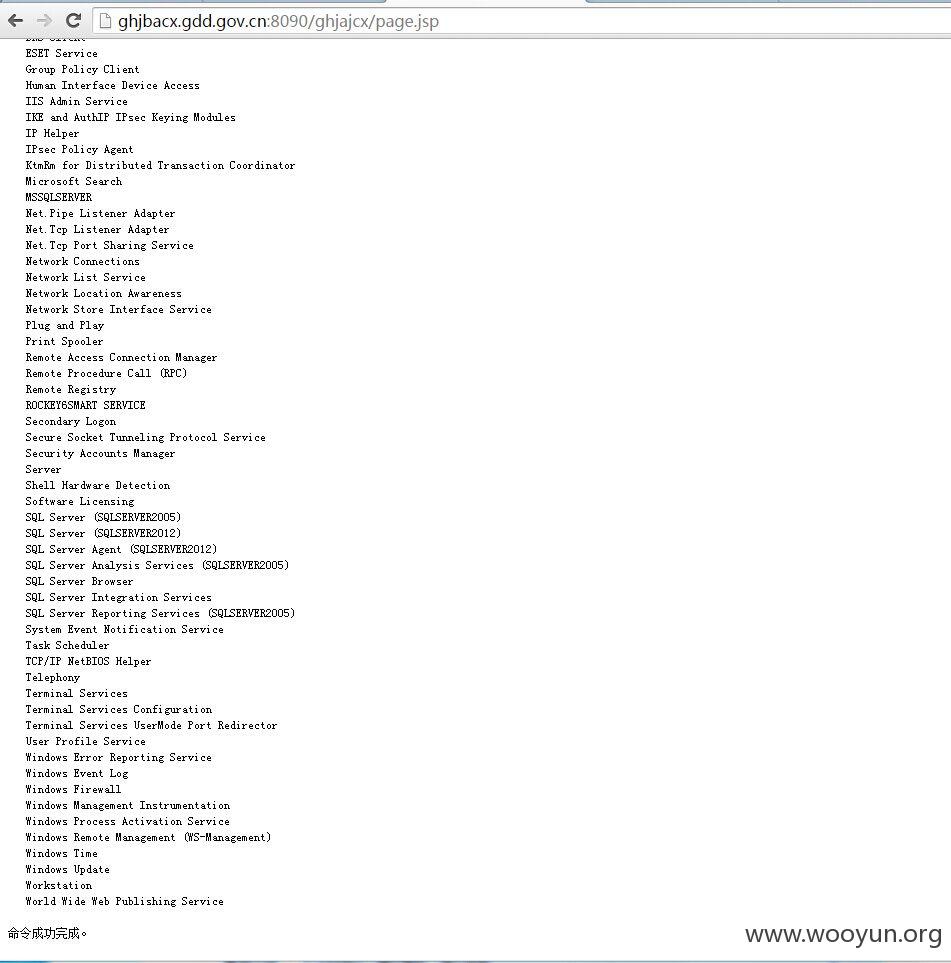 ghjbacx.gdd.gov.cn:8090/ghjajcx/page.jsp
ESET Service
Group Policy Client
Human Interface Device Access
IIS Admin Service
IKE and AuthIP IPsec Keying Modules
IP Helper
IPsec Policy Agent
KtmRm for Distributed Transaction Coordinator
Microsoft Search
MSSQLSERVER
Net.Pipe Listener Adapter
Net.Tcp Listener Adapter
Net.Tcp Port Sharing Service
Network Connections
Network List Service
Network Location Awareness
Network Store Interface Service
Plug and Play
Print Spooler
Remote Access Connection Manager
Remote Procedure Call (RPC)
Remote Registry
ROCKEY6SMART SERVICE
Secondary Logon
Secure Socket Tunneling Protocol Service
Security Accounts Manager
Server
Shell Hardware Detection
Software Licensing
SQL Server (SQLSERVER2005)
SQL Server (SQLSERVER2012)
SQL Server Agent (SQLSERVER2012)
SQL Server Analysis Services (SQLSERVER2005)
SQL Server Browser
SQL Server Integration Services
SQL Server Reporting Services (SQLSERVER2005)
System Event Notification Service
Task Scheduler
TCP/IP NetBIOS Helper
Telephony
Terminal Services
Terminal Services Configuration
Terminal Services UserMode Port Redirector
User Profile Service
Windows Error Reporting Service
Windows Event Log
Windows Firewall
Windows Management Instrumentation
Windows Process Activation Service
Windows Remote Management (WS-Management)
Windows Time
Windows Update
Workstation
World Wide Web Publishing Service
命令成功完成。
www.wooyun.org